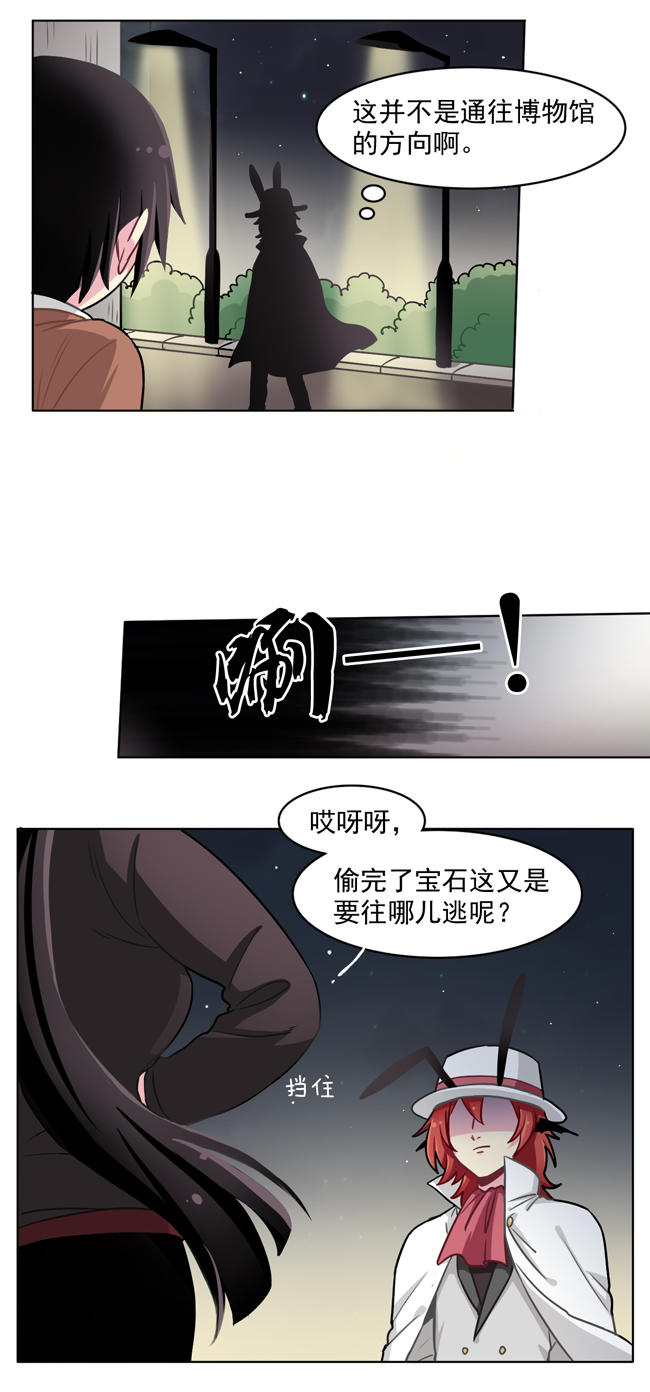 这并不是通往博物馆
的方向啊。
唰——！
哎呀呀，
偷完了宝石这又是
要往哪儿逃呢？
挡住